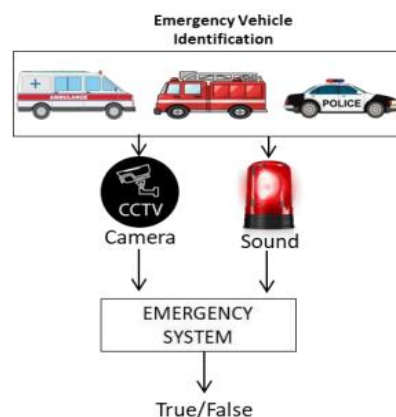 Emergency Vehicle
Identification
AMBULANCE
POLICE
CCTV
Camera
Sound
EMERGENCY
SYSTEM
True/False